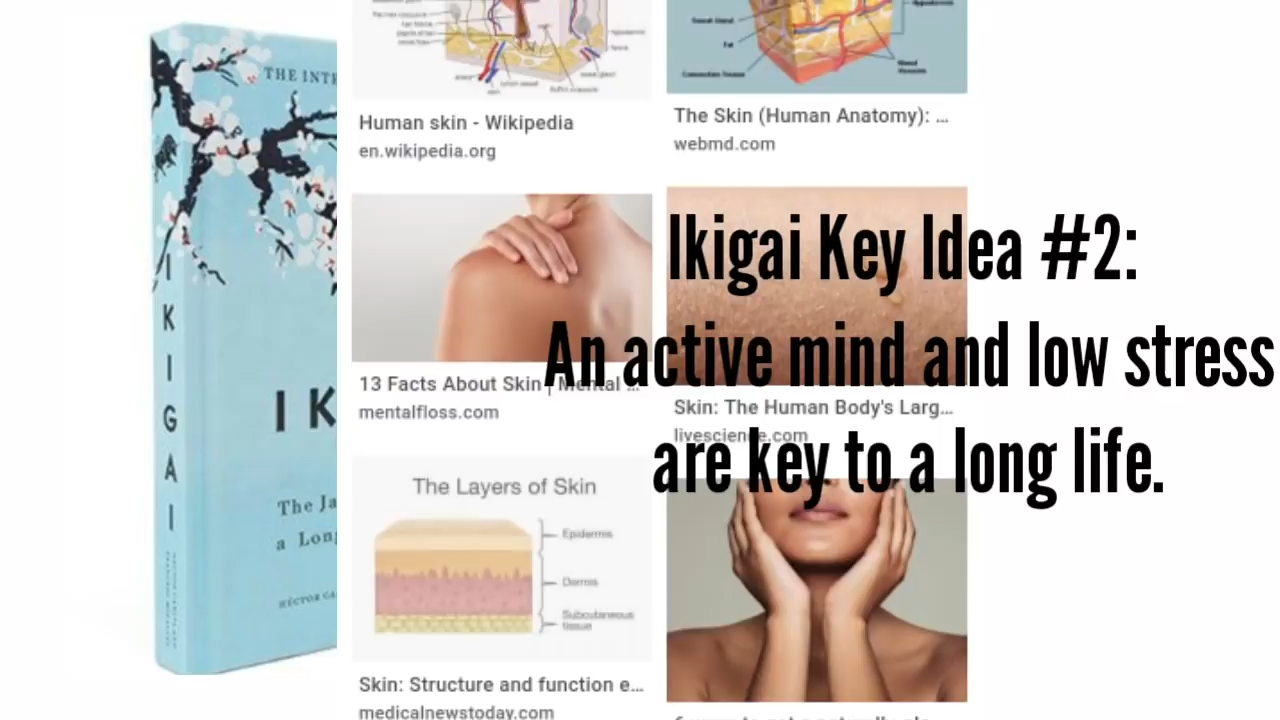 THE INTE
IKIGAI
I K
The Ja
a Long
HÉCTOR GA
Human skin - Wikipedia
en.wikipedia.org
The Skin (Human Anatomy): ...
webmd.com
13 Facts About Skin | Mental ...
mentalfloss.com
Skin: The Human Body's Larg...
livescience.com
Ikigai Key Idea #2:
An active mind and low stress
are key to a long life.
The Layers of Skin
Epidermis
Dermis
Subcutaneous
tissue
Skin: Structure and function e...
medicalnewstoday.com